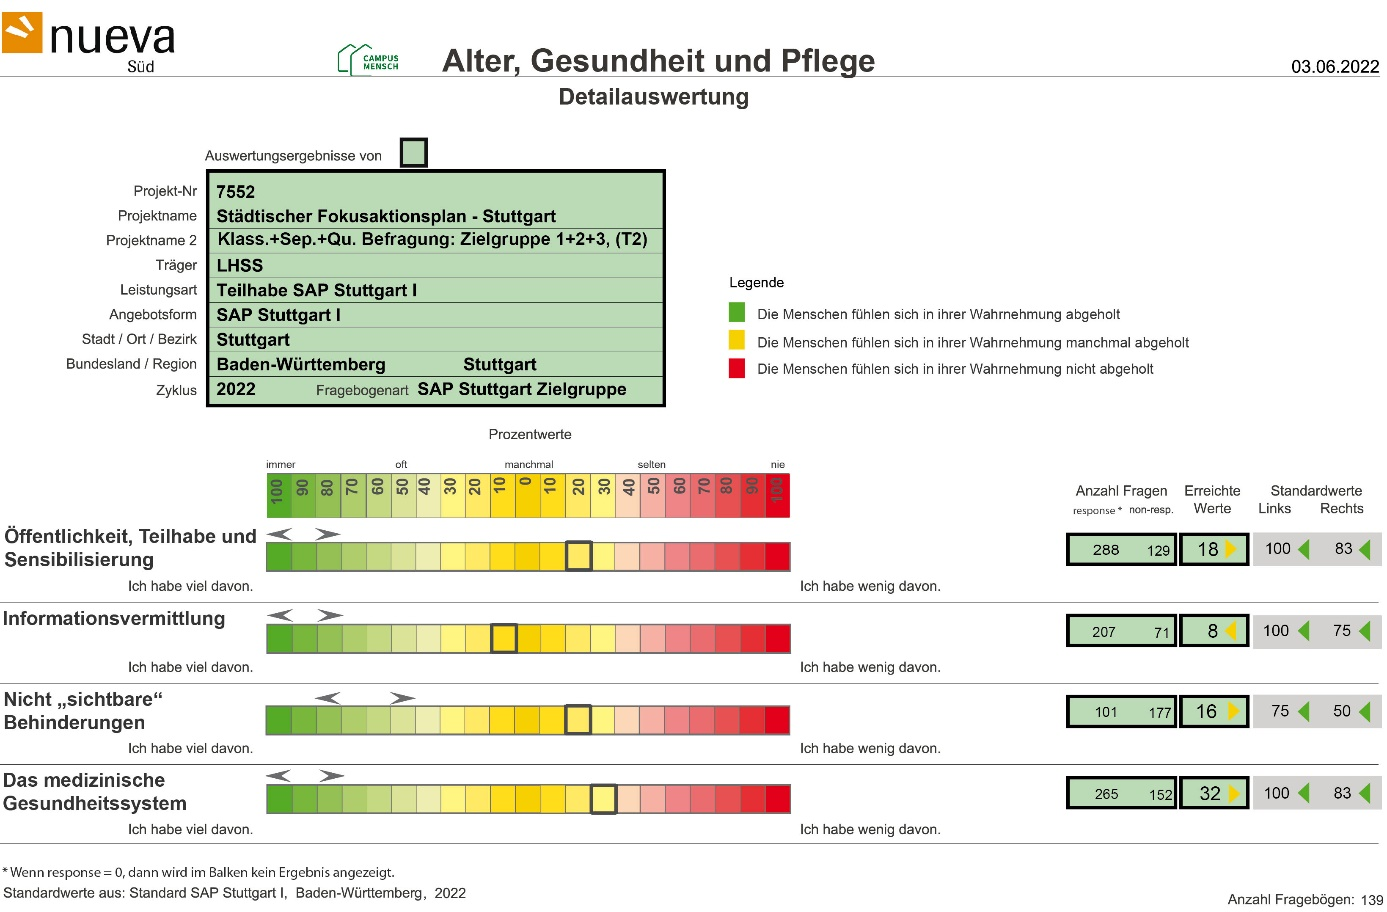 nueva
Süd
CAMPUS
MENSCH
Alter, Gesundheit und Pflege
03.06.2022
Detailauswertung
Auswertungsergebnisse von
Projekt-Nr 7552
Projektname Städtischer Fokusaktionsplan - Stuttgart
Projektname 2 Klass.+Sep.+Qu. Befragung: Zielgruppe 1+2+3, (T2)
Träger LHSS
Leistungsart Teilhabe SAP Stuttgart I
Angebotsform SAP Stuttgart I
Stadt / Ort / Bezirk Stuttgart
Bundesland / Region Baden-Württemberg Stuttgart
Zyklus 2022 Fragebogenart SAP Stuttgart Zielgruppe
Legende
Die Menschen fühlen sich in ihrer Wahrnehmung abgeholt
Die Menschen fühlen sich in ihrer Wahrnehmung manchmal abgeholt
Die Menschen fühlen sich in ihrer Wahrnehmung nicht abgeholt
Prozentwerte
immer oft manchmal selten nie
100 90 80 70 60 50 40 30 20 10 0 10 20 30 40 50 60 70 80 90 100
Anzahl Fragen Erreichte Standardwerte
response * non-resp. Werte Links Rechts
Öffentlichkeit, Teilhabe und
Sensibilisierung
288 129 18 100 83
Ich habe viel davon. Ich habe wenig davon.
Informationsvermittlung
207 71 8 100 75
Ich habe viel davon. Ich habe wenig davon.
Nicht „sichtbare“
Behinderungen
101 177 16 75 50
Ich habe viel davon. Ich habe wenig davon.
Das medizinische
Gesundheitssystem
265 152 32 100 83
Ich habe viel davon. Ich habe wenig davon.
* Wenn response = 0, dann wird im Balken kein Ergebnis angezeigt.
Standardwerte aus: Standard SAP Stuttgart I, Baden-Württemberg, 2022
Anzahl Fragebögen: 139